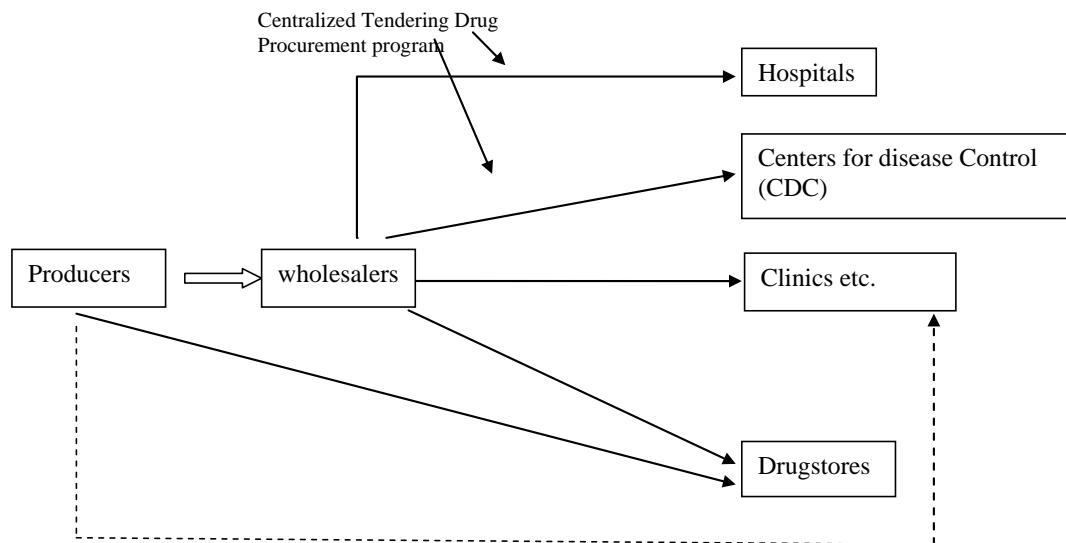 Centralized Tendering Drug
Procurement program
Hospitals
Centers for disease Control
(CDC)
Producers
wholesalers
Clinics etc.
Drugstores